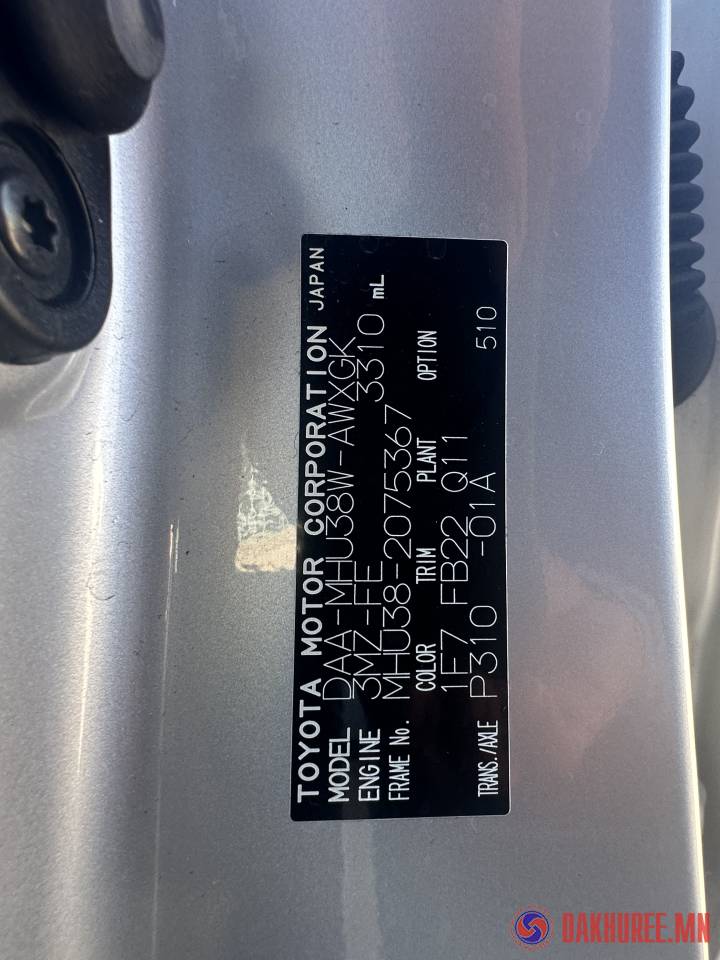 TOYOTA MOTOR CORPORATION JAPAN
MODEL DAA-MHU38W-AWXGK
ENGINE 3MZ-FE 3310 mL
FRAME No. MHU38-2075367
COLOR TRIM PLANT OPTION
1F7 FB22 Q11
TRANS./AXLE P310 -01A 510
DAKHUREE.MN